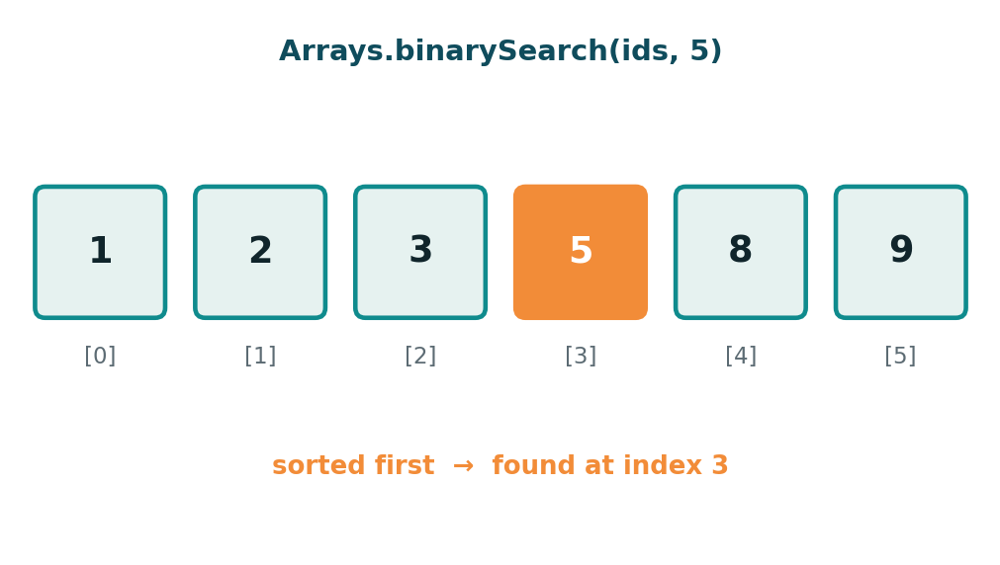 Arrays.binarySearch(ids, 5)
1 2 3 5 8 9
[0] [1] [2] [3] [4] [5]
sorted first → found at index 3